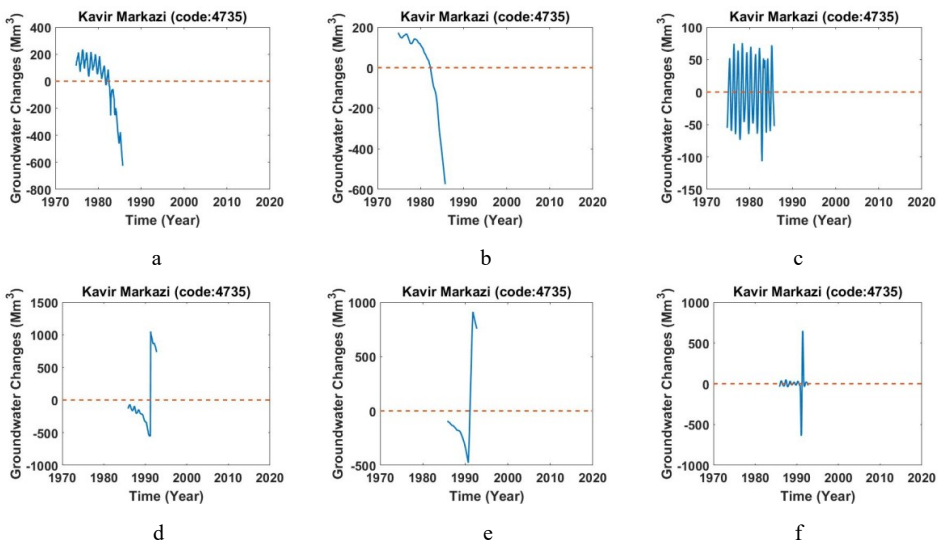 Kavir Markazi (code:4735)
Groundwater Changes (Mm³)
400
200
0
-200
-400
-600
-800
1970 1980 1990 2000 2010 2020
Time (Year)
a
Kavir Markazi (code:4735)
Groundwater Changes (Mm³)
200
0
-200
-400
-600
1970 1980 1990 2000 2010 2020
Time (Year)
b
Kavir Markazi (code:4735)
Groundwater Changes (Mm³)
100
50
0
-50
-100
-150
1970 1980 1990 2000 2010 2020
Time (Year)
c
Kavir Markazi (code:4735)
Groundwater Changes (Mm³)
1500
1000
500
0
-500
-1000
1970 1980 1990 2000 2010 2020
Time (Year)
d
Kavir Markazi (code:4735)
Groundwater Changes (Mm³)
1000
500
0
-500
1970 1980 1990 2000 2010 2020
Time (Year)
e
Kavir Markazi (code:4735)
Groundwater Changes (Mm³)
1000
500
0
-500
-1000
1970 1980 1990 2000 2010 2020
Time (Year)
f